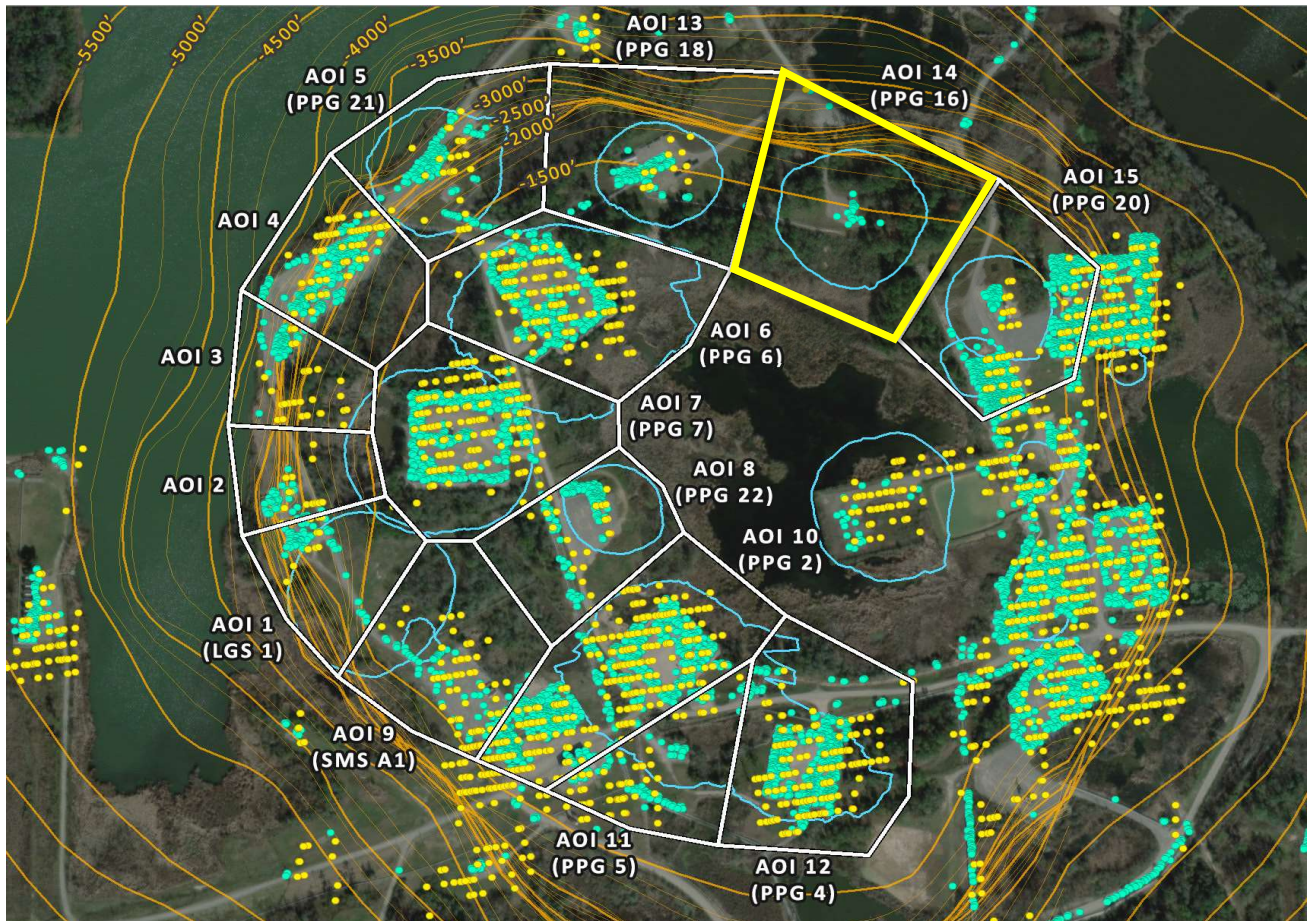 -5500'
-5000'
-4500'
-4000'
-3500'
-3000'
-2500'
-2000'
-1500'
AOI 13
(PPG 18)
AOI 5
(PPG 21)
AOI 14
(PPG 16)
AOI 15
(PPG 20)
AOI 4
AOI 3
AOI 6
(PPG 6)
AOI 7
(PPG 7)
AOI 8
(PPG 22)
AOI 2
AOI 10
(PPG 2)
AOI 1
(LGS 1)
AOI 9
(SMS A1)
AOI 11
(PPG 5)
AOI 12
(PPG 4)